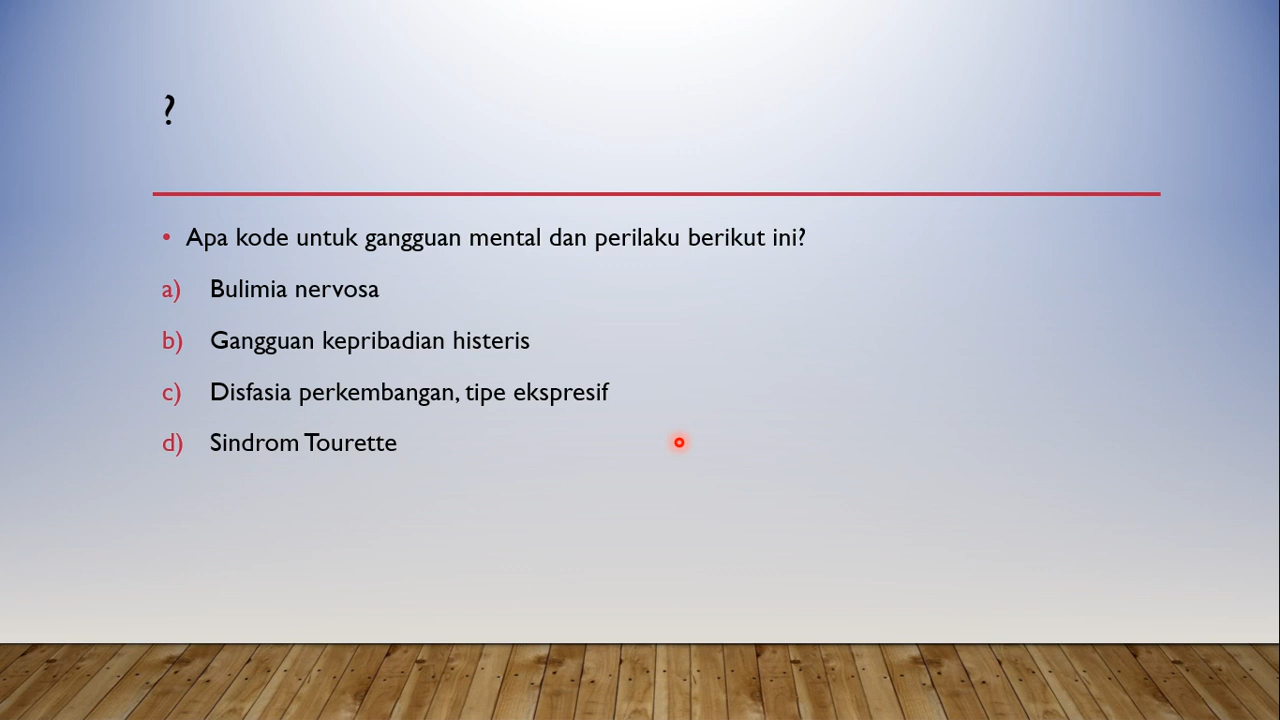 ?
• Apa kode untuk gangguan mental dan perilaku berikut ini?
a) Bulimia nervosa
b) Gangguan kepribadian histeris
c) Disfasia perkembangan, tipe ekspresif
d) Sindrom Tourette